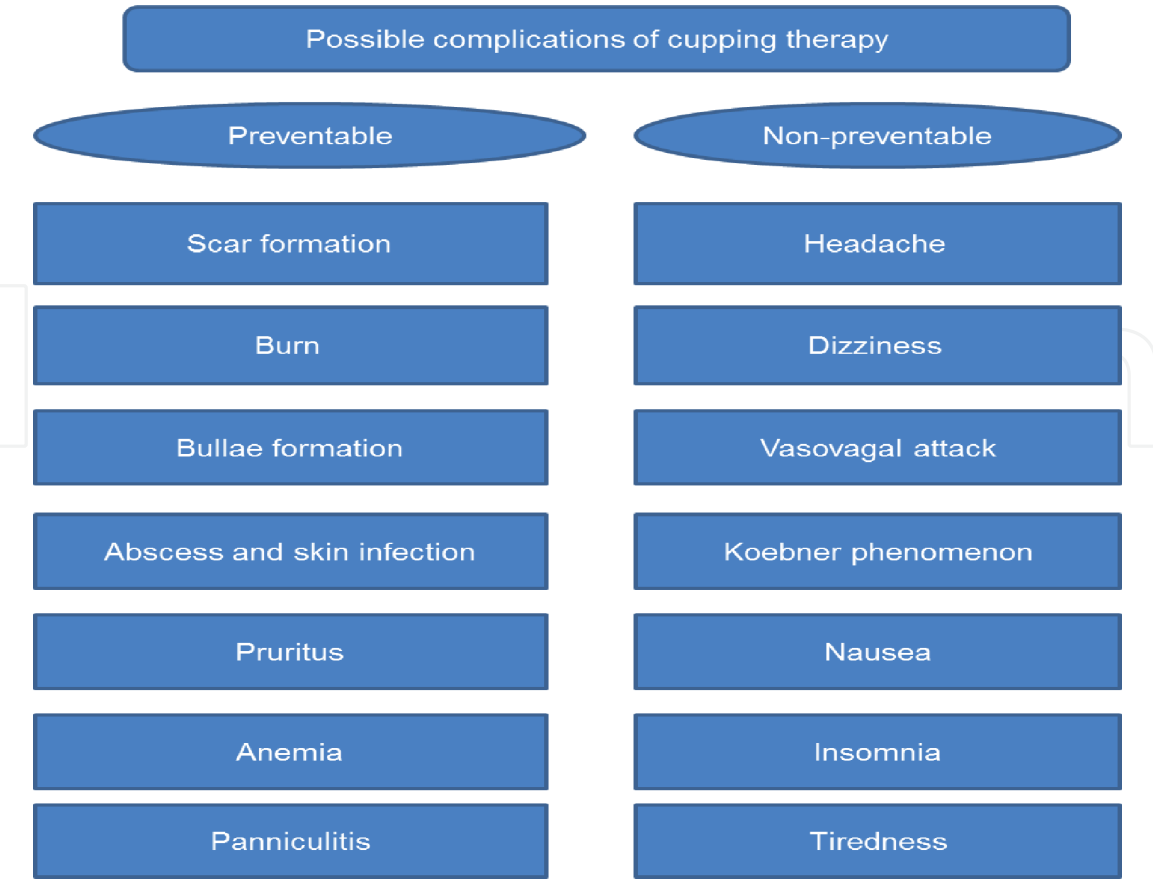 Possible complications of cupping therapy
Preventable
Non-preventable
Scar formation
Headache
Burn
Dizziness
Bullae formation
Vasovagal attack
Abscess and skin infection
Koebner phenomenon
Pruritus
Nausea
Anemia
Insomnia
Panniculitis
Tiredness